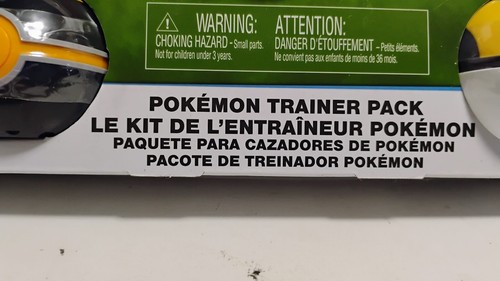 WARNING:
CHOKING HAZARD - Small parts.
Not for children under 3 years.
ATTENTION:
DANGER D'ÉTOUFFEMENT - Petits éléments.
Ne convient pas aux enfants de moins de 36 mois.
POKÉMON TRAINER PACK
LE KIT DE L'ENTRAÎNEUR POKÉMON
PAQUETE PARA CAZADORES DE POKÉMON
PACOTE DE TREINADOR POKÉMON